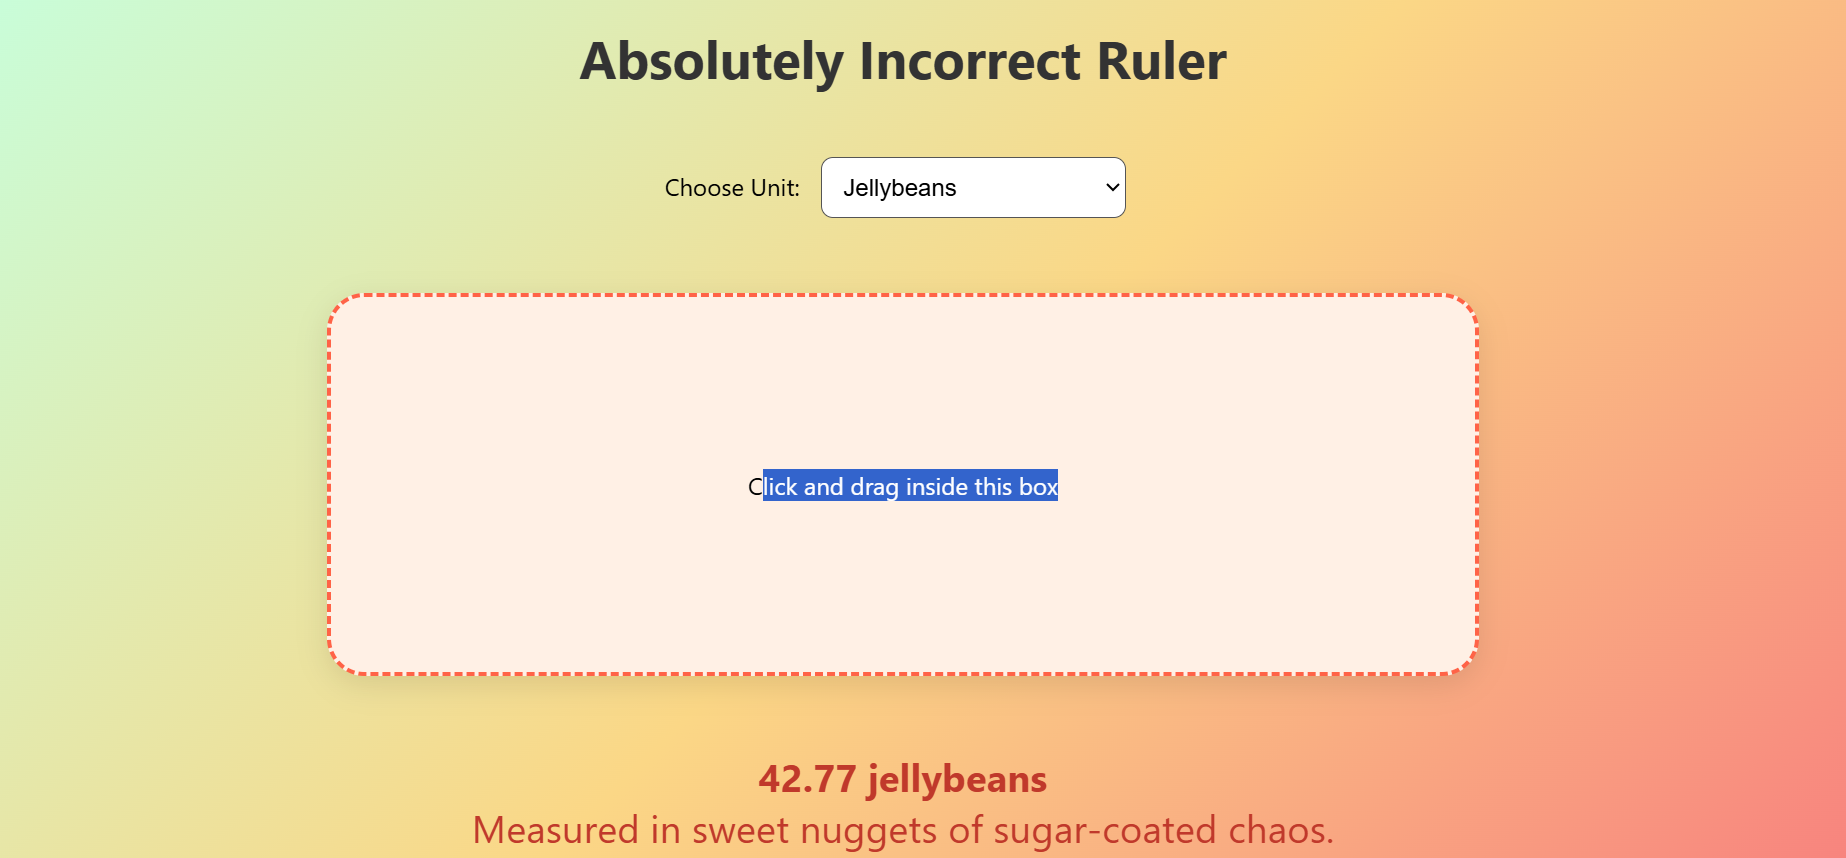 Absolutely Incorrect Ruler
Choose Unit: Jellybeans
Click and drag inside this box
42.77 jellybeans
Measured in sweet nuggets of sugar-coated chaos.